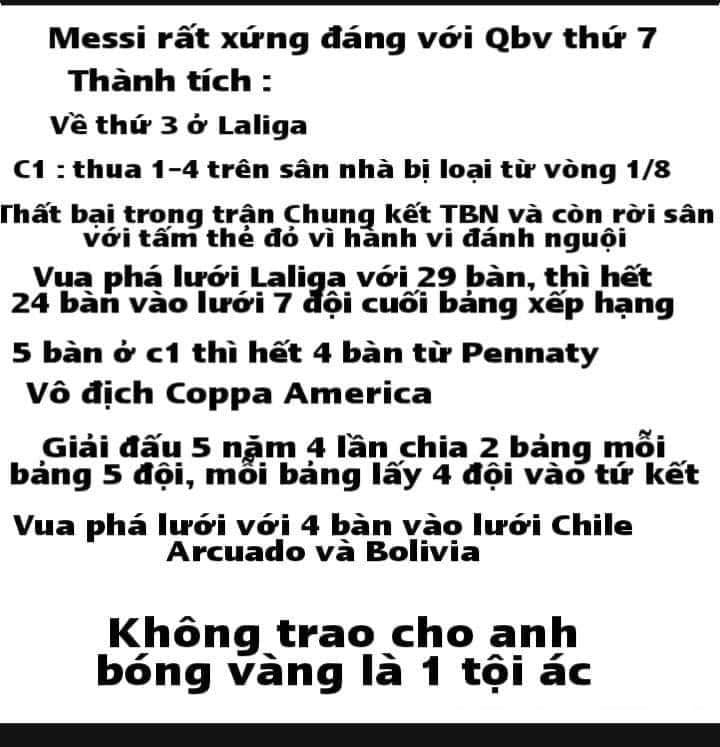 Messi rất xứng đáng với Qbv thứ 7
Thành tích :
Về thứ 3 ở Laliga
C1 : thua 1-4 trên sân nhà bị loại từ vòng 1/8
Thất bại trong trận Chung kết TBN và còn rời sân
với tấm thẻ đỏ vì hành vi đánh nguội
Vua phá lưới Laliga với 29 bàn, thì hết
24 bàn vào lưới 7 đội cuối bảng xếp hạng
5 bàn ở c1 thì hết 4 bàn từ Pennaty
Vô địch Coppa America
Giải đấu 5 năm 4 lần chia 2 bảng mỗi
bảng 5 đội, mỗi bảng lấy 4 đội vào tứ kết
Vua phá lưới với 4 bàn vào lưới Chile
Arcuado và Bolivia
Không trao cho anh
bóng vàng là 1 tội ác